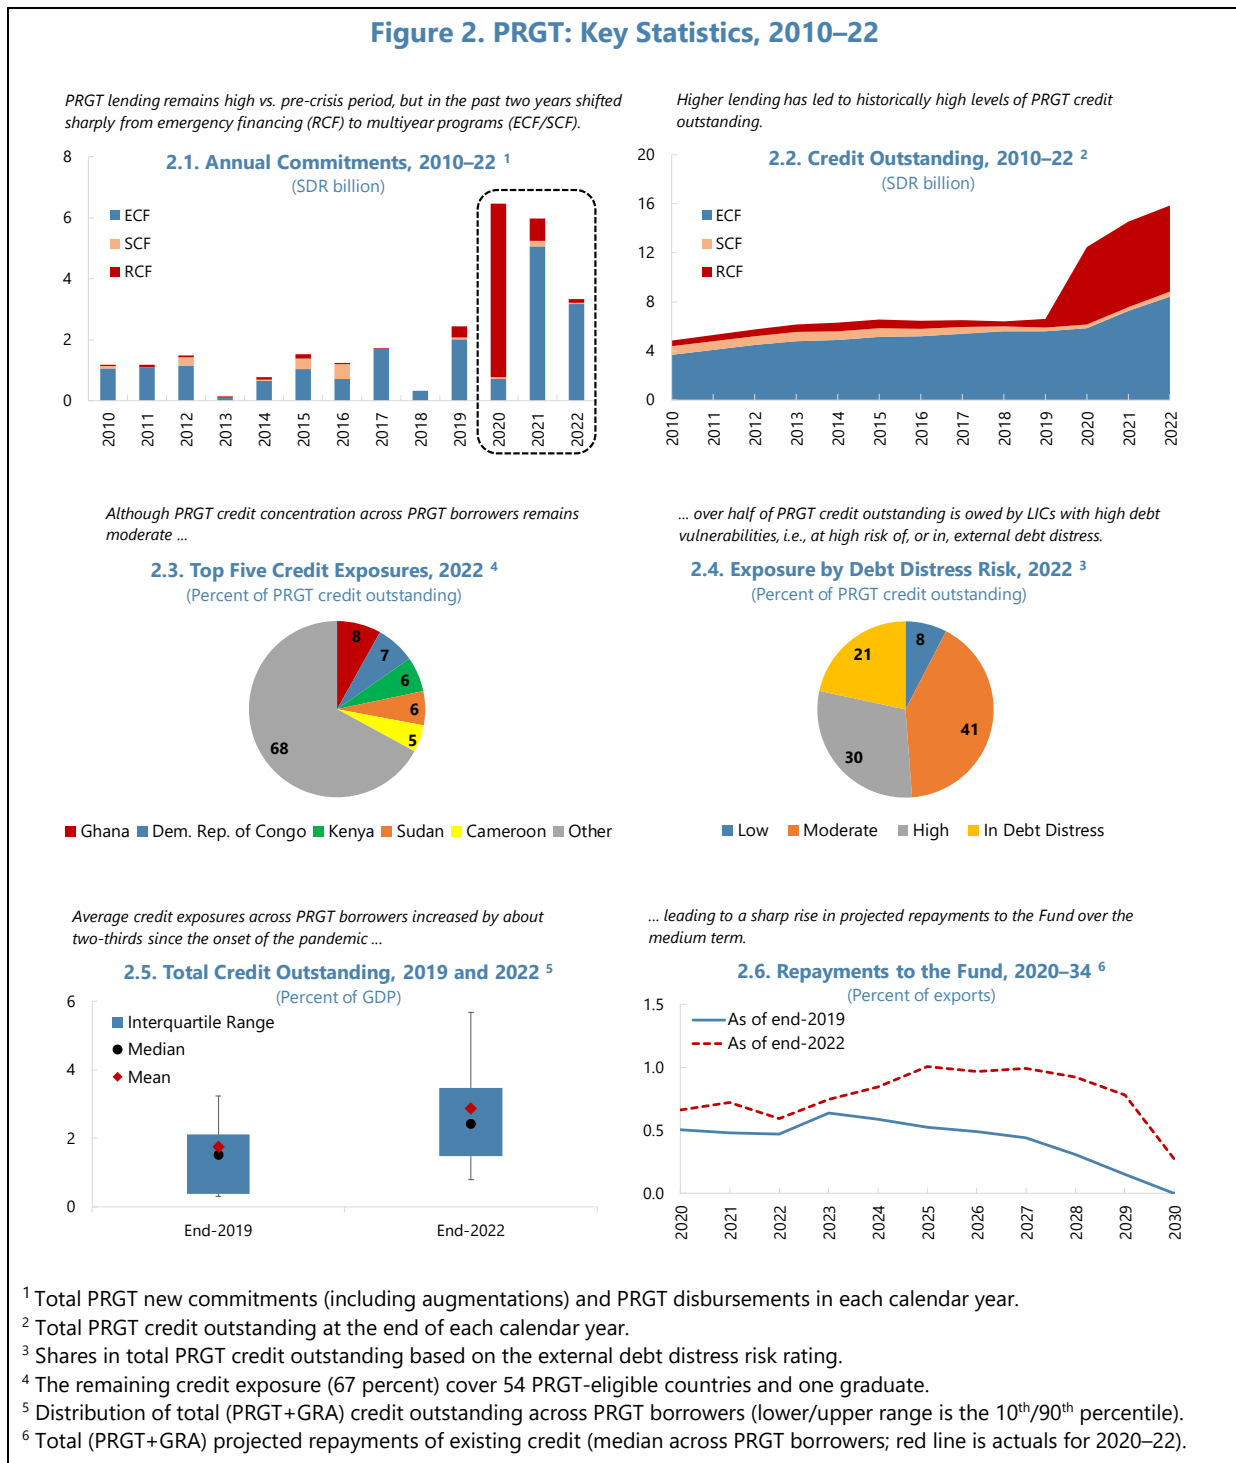 Figure 2. PRGT: Key Statistics, 2010–22
PRGT lending remains high vs. pre-crisis period, but in the past two years shifted
sharply from emergency financing (RCF) to multiyear programs (ECF/SCF).
2.1. Annual Commitments, 2010–22 1
(SDR billion)
8
6
4
2
0
ECF
SCF
RCF
2010
2011
2012
2013
2014
2015
2016
2017
2018
2019
2020
2021
2022
Higher lending has led to historically high levels of PRGT credit
outstanding.
2.2. Credit Outstanding, 2010–22 2
(SDR billion)
20
16
12
8
4
0
ECF
SCF
RCF
2010
2011
2012
2013
2014
2015
2016
2017
2018
2019
2020
2021
2022
Although PRGT credit concentration across PRGT borrowers remains
moderate ...
2.3. Top Five Credit Exposures, 2022 4
(Percent of PRGT credit outstanding)
8
7
6
6
5
68
Ghana Dem. Rep. of Congo Kenya Sudan Cameroon Other
... over half of PRGT credit outstanding is owed by LICs with high debt
vulnerabilities, i.e., at high risk of, or in, external debt distress.
2.4. Exposure by Debt Distress Risk, 2022 3
(Percent of PRGT credit outstanding)
8
41
30
21
Low Moderate High In Debt Distress
Average credit exposures across PRGT borrowers increased by about
two-thirds since the onset of the pandemic ...
2.5. Total Credit Outstanding, 2019 and 2022 5
(Percent of GDP)
6
4
2
0
Interquartile Range
Median
Mean
End-2019
End-2022
... leading to a sharp rise in projected repayments to the Fund over the
medium term.
2.6. Repayments to the Fund, 2020–34 6
(Percent of exports)
1.5
1.0
0.5
0.0
As of end-2019
As of end-2022
2020
2021
2022
2023
2024
2025
2026
2027
2028
2029
2030
1 Total PRGT new commitments (including augmentations) and PRGT disbursements in each calendar year.
2 Total PRGT credit outstanding at the end of each calendar year.
3 Shares in total PRGT credit outstanding based on the external debt distress risk rating.
4 The remaining credit exposure (67 percent) cover 54 PRGT-eligible countries and one graduate.
5 Distribution of total (PRGT+GRA) credit outstanding across PRGT borrowers (lower/upper range is the 10th/90th percentile).
6 Total (PRGT+GRA) projected repayments of existing credit (median across PRGT borrowers; red line is actuals for 2020–22).